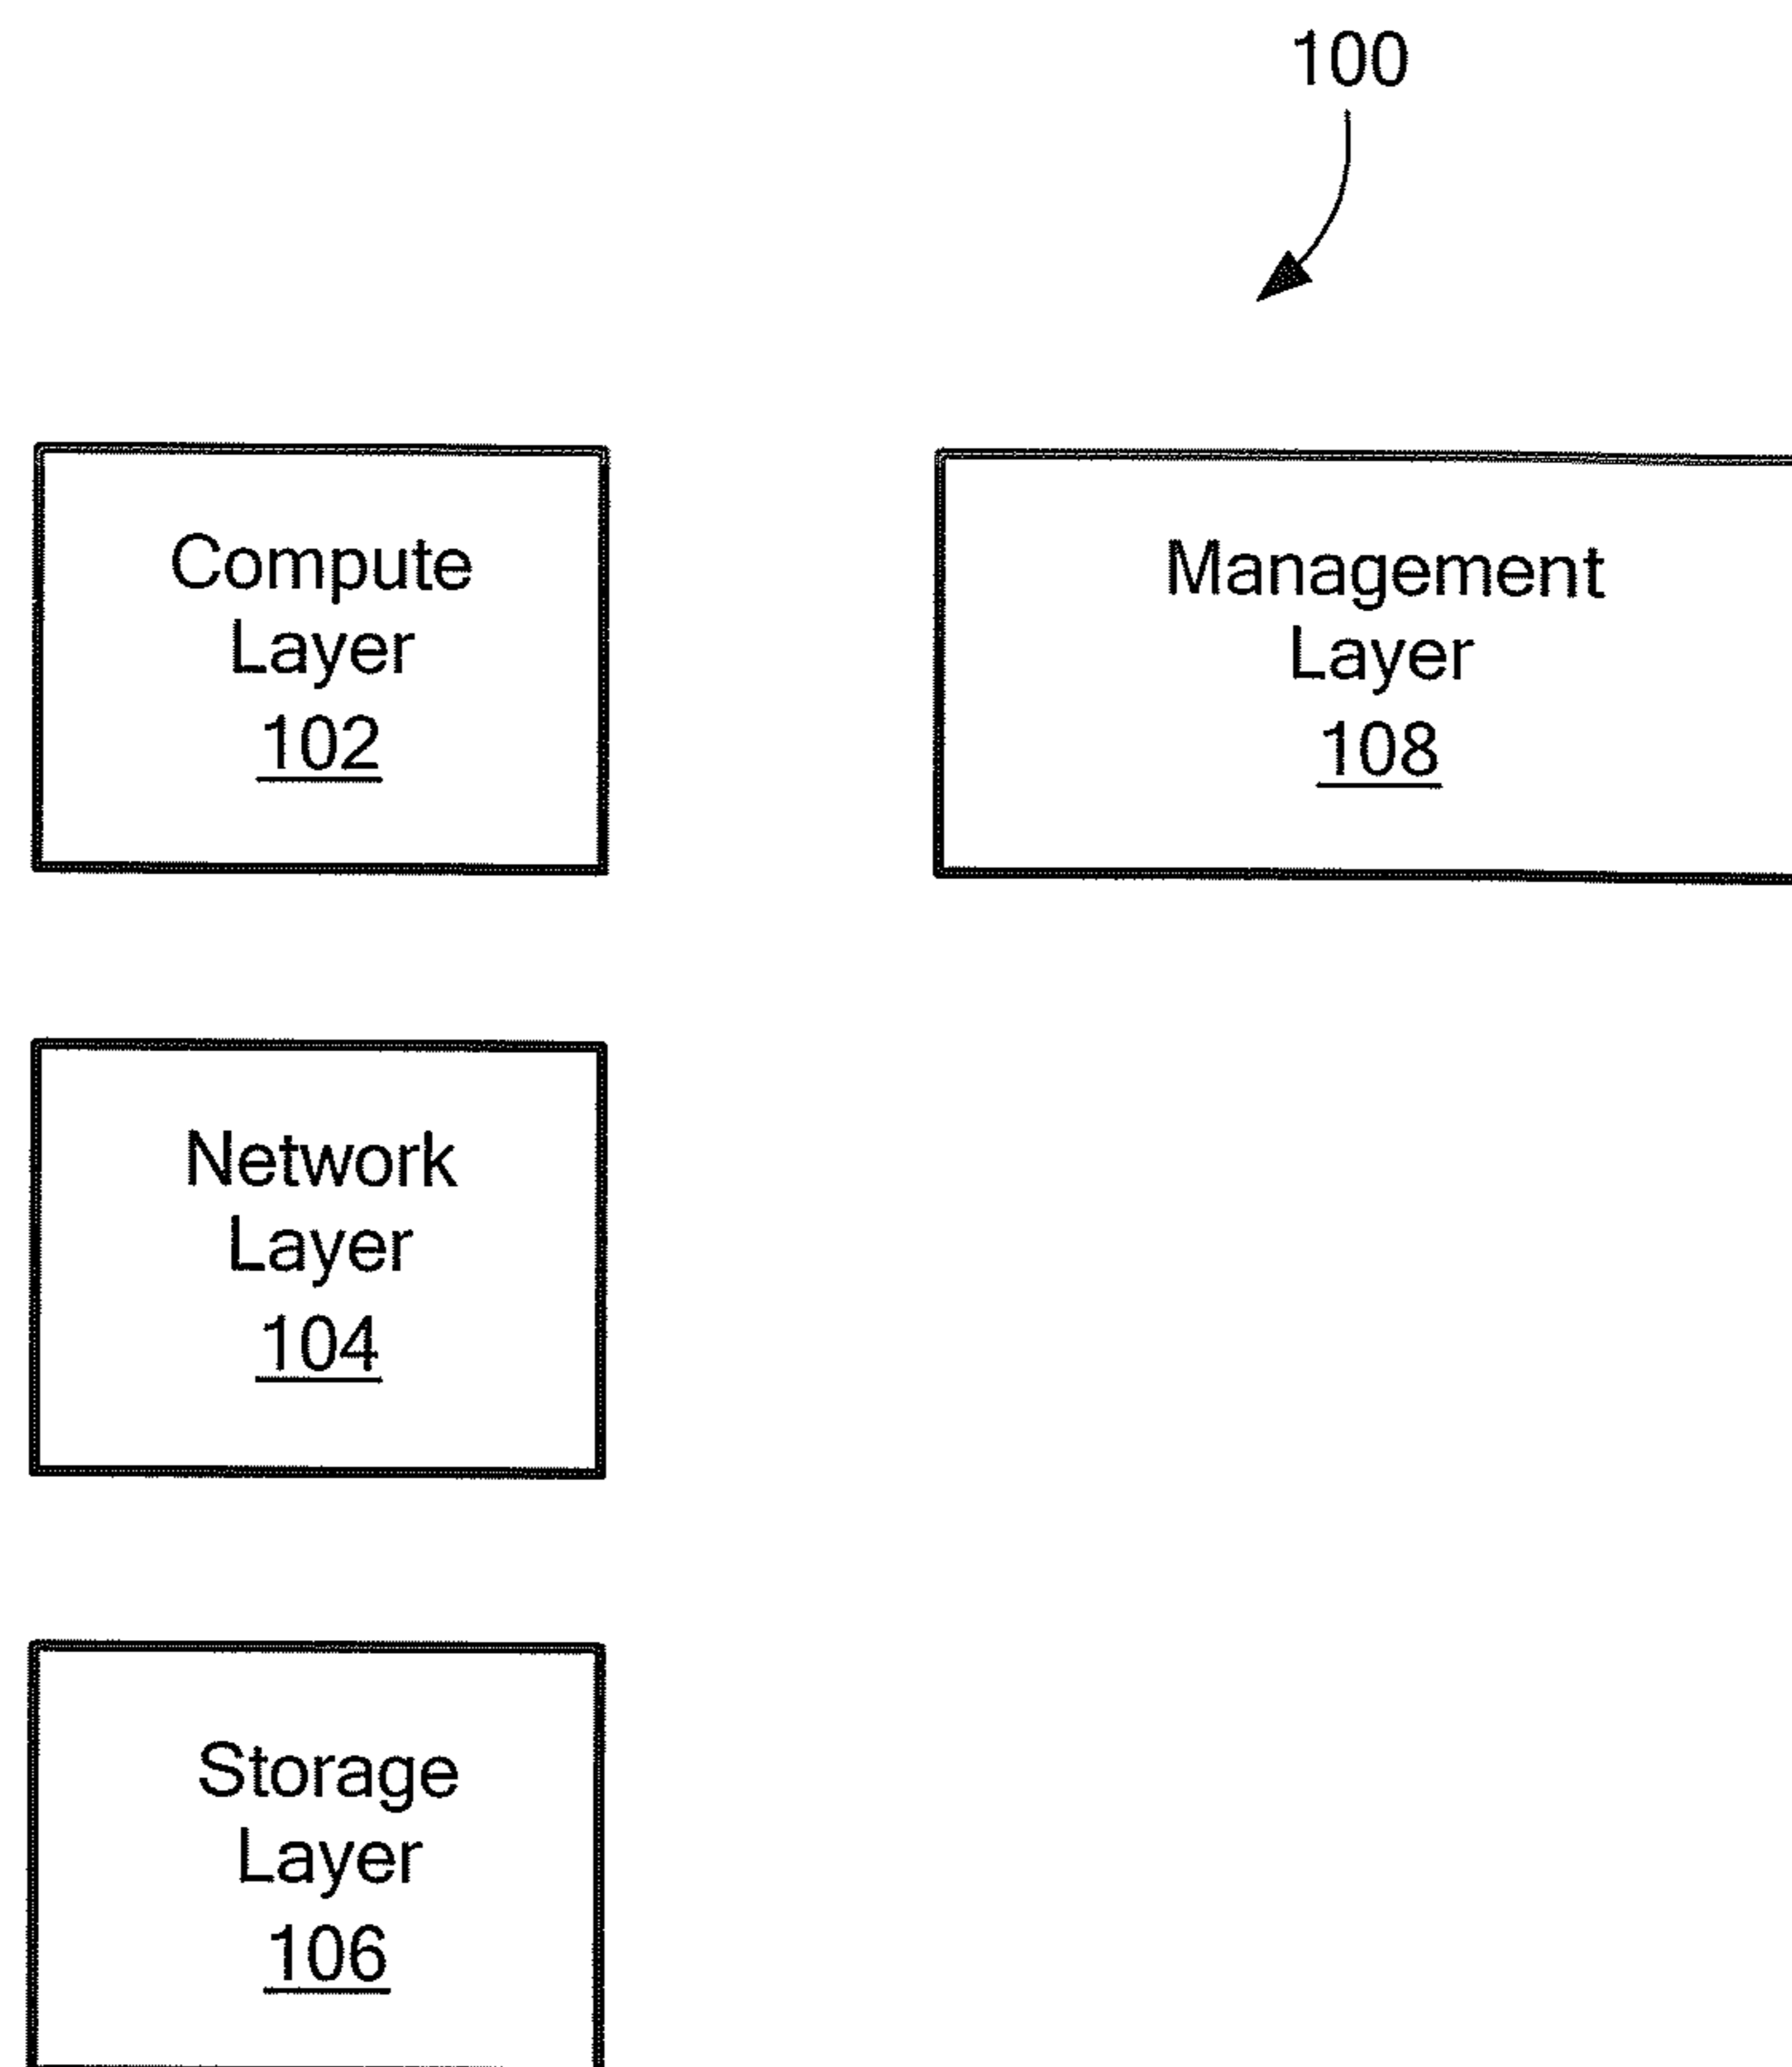 100
Compute
Layer
102
Management
Layer
108
Network
Layer
104
Storage
Layer
106